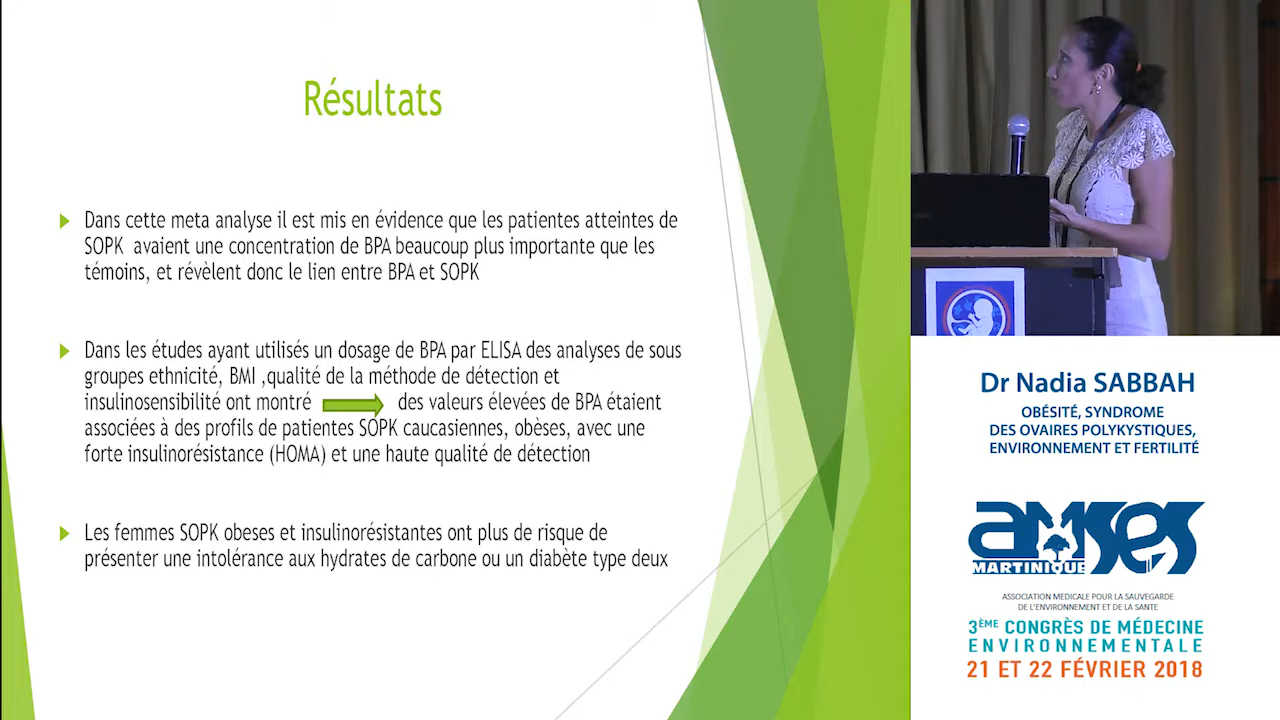 Résultats
Dans cette meta analyse il est mis en évidence que les patientes atteintes de
SOPK avaient une concentration de BPA beaucoup plus importante que les
témoins, et révèlent donc le lien entre BPA et SOPK
Dans les études ayant utilisés un dosage de BPA par ELISA des analyses de sous
groupes ethnicité, BMI ,qualité de la méthode de détection et
insulinosensibilité ont montré des valeurs élevées de BPA étaient
associées à des profils de patientes SOPK caucasiennes, obèses, avec une
forte insulinorésistance (HOMA) et une haute qualité de détection
Les femmes SOPK obeses et insulinorésistantes ont plus de risque de
présenter une intolérance aux hydrates de carbone ou un diabète type deux
Dr Nadia SABBAH
OBÉSITÉ, SYNDROME
DES OVAIRES POLYKYSTIQUES,
ENVIRONNEMENT ET FERTILITÉ
AMSES
MARTINIQUE
ASSOCIATION MEDICALE POUR LA SAUVEGARDE
DE L'ENVIRONNEMENT ET DE LA SANTE
3ÈME CONGRÈS DE MÉDECINE
ENVIRONNEMENTALE
21 ET 22 FÉVRIER 2018